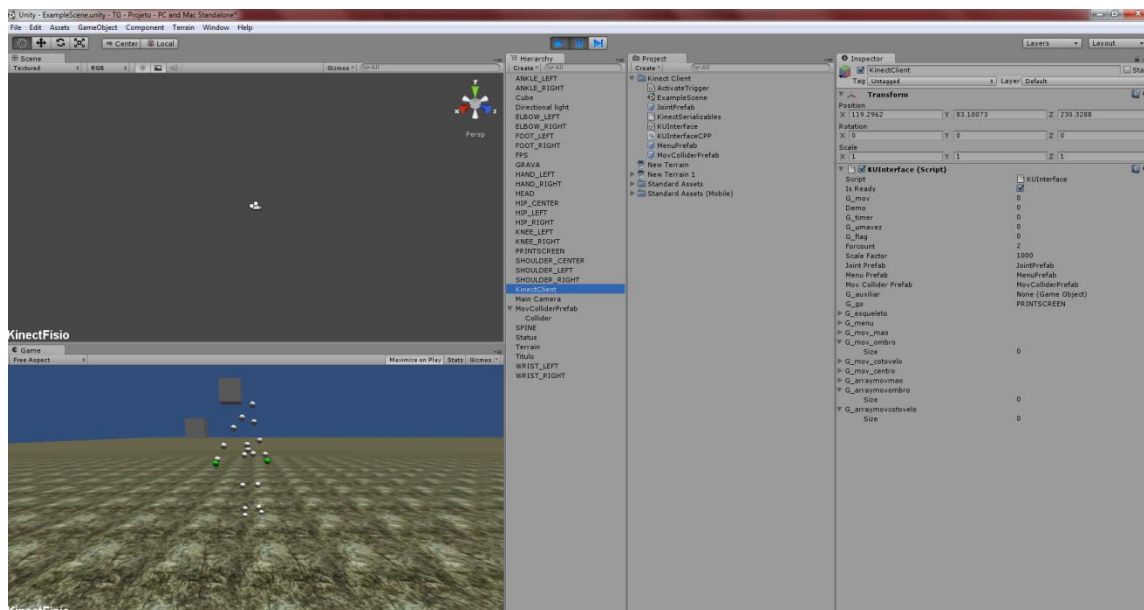 Unity - ExampleScene.unity - TG - Projeto - PC and Mac Standalone*
File Edit Assets GameObject Component Terrain Window Help
Center Local
Layers Layout
Scene
Textured RGB Gizmos All
y
x z
Persp
KinectFisio
Game
Free Aspect Maximize on Play Stats Gizmos
KinectFisio
Hierarchy
Create All
ANKLE_LEFT
ANKLE_RIGHT
Cube
Directional light
ELBOW_LEFT
ELBOW_RIGHT
FOOT_LEFT
FOOT_RIGHT
FPS
GRAVA
HAND_LEFT
HAND_RIGHT
HEAD
HIP_CENTER
HIP_LEFT
HIP_RIGHT
KNEE_LEFT
KNEE_RIGHT
PRINTSCREEN
SHOULDER_CENTER
SHOULDER_LEFT
SHOULDER_RIGHT
KinectClient
Main Camera
MovColliderPrefab
Collider
SPINE
Status
Terrain
Titulo
WRIST_LEFT
WRIST_RIGHT
Project
Create All
Kinect Client
ActivateTrigger
ExampleScene
JointPrefab
KinectSerializables
KUInterface
KUInterfaceCPP
MenuPrefab
MovColliderPrefab
New Terrain
New Terrain 1
Standard Assets
Standard Assets (Mobile)
Inspector
KinectClient Sta
Tag Untagged Layer Default
Transform
Position
X 119.2962 Y 83.10073 Z 230.3288
Rotation
X 0 Y 0 Z 0
Scale
X 1 Y 1 Z 1
KUInterface (Script)
Script KUInterface
Is Ready
G_mov 0
Demo 0
G_timer 0
G_umavez 0
G_flag 0
Forcount 2
Scale Factor 1000
Joint Prefab JointPrefab
Menu Prefab MenuPrefab
Mov Collider Prefab MovColliderPrefab
G_auxiliar None (Game Object)
G_go PRINTSCREEN
G_esqueleto
G_menu
G_mov_mao
G_mov_ombro
Size 0
G_mov_cotovelo
G_mov_centro
G_arraymovmao
G_arraymovombro
Size 0
G_arraymovcotovelo
Size 0